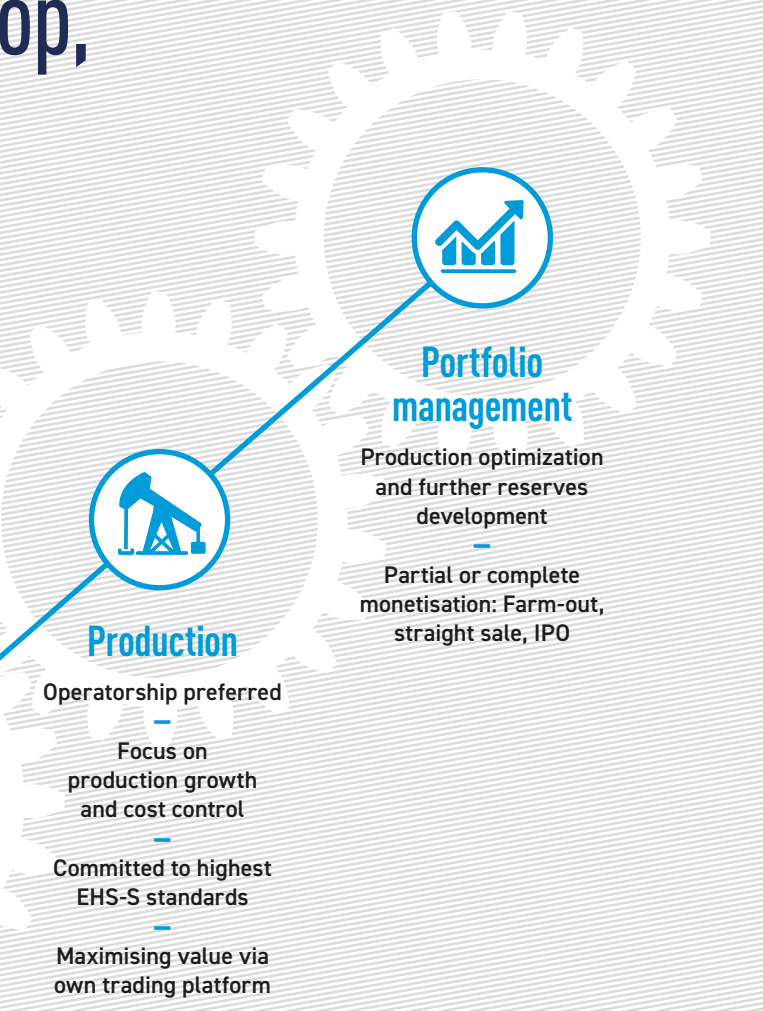 op,
Portfolio
management
Production optimization
and further reserves
development
Partial or complete
monetisation: Farm-out,
straight sale, IPO
Production
Operatorship preferred
Focus on
production growth
and cost control
Committed to highest
EHS-S standards
Maximising value via
own trading platform